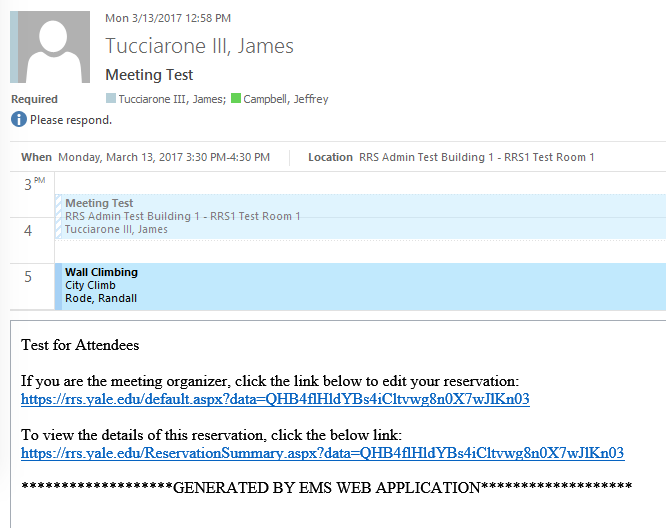 Mon 3/13/2017 12:58 PM
Tucciarone III, James
Meeting Test
Required Tucciarone III, James; Campbell, Jeffrey
Please respond.
When Monday, March 13, 2017 3:30 PM-4:30 PM Location RRS Admin Test Building 1 - RRS1 Test Room 1
3 PM
Meeting Test
RRS Admin Test Building 1 - RRS1 Test Room 1
4 Tucciarone III, James
5 Wall Climbing
City Climb
Rode, Randall
Test for Attendees
If you are the meeting organizer, click the link below to edit your reservation:
https://rrs.yale.edu/default.aspx?data=QHB4flHldYBs4iCltvwg8n0X7wJlKn03
To view the details of this reservation, click the below link:
https://rrs.yale.edu/ReservationSummary.aspx?data=QHB4flHldYBs4iCltvwg8n0X7wJlKn03
*******************GENERATED BY EMS WEB APPLICATION*******************